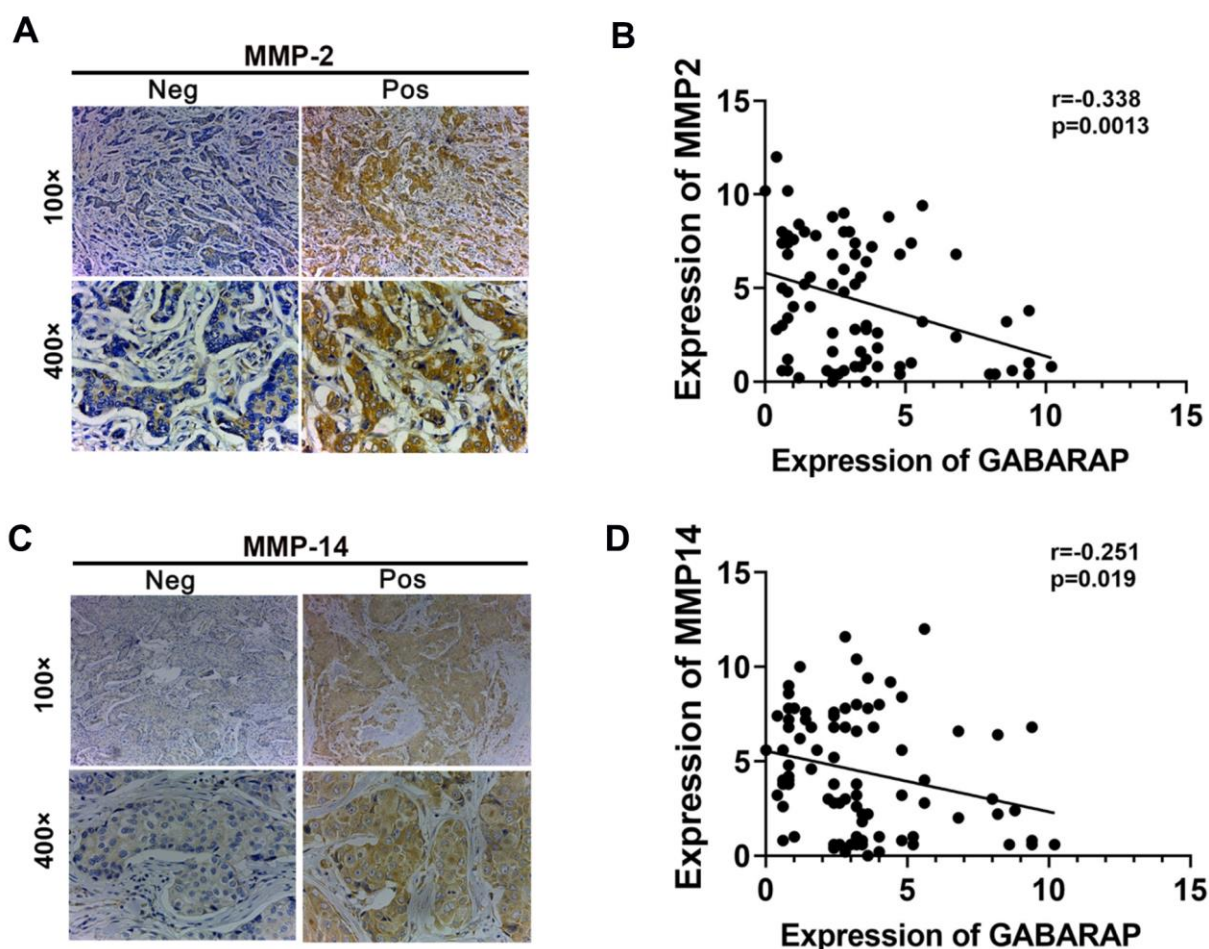 A
MMP-2
Neg Pos
100×
400×
B
r=-0.338
p=0.0013
Expression of MMP2
15
10
5
0
0 5 10 15
Expression of GABARAP
C
MMP-14
Neg Pos
100×
400×
D
r=-0.251
p=0.019
Expression of MMP14
15
10
5
0
0 5 10 15
Expression of GABARAP